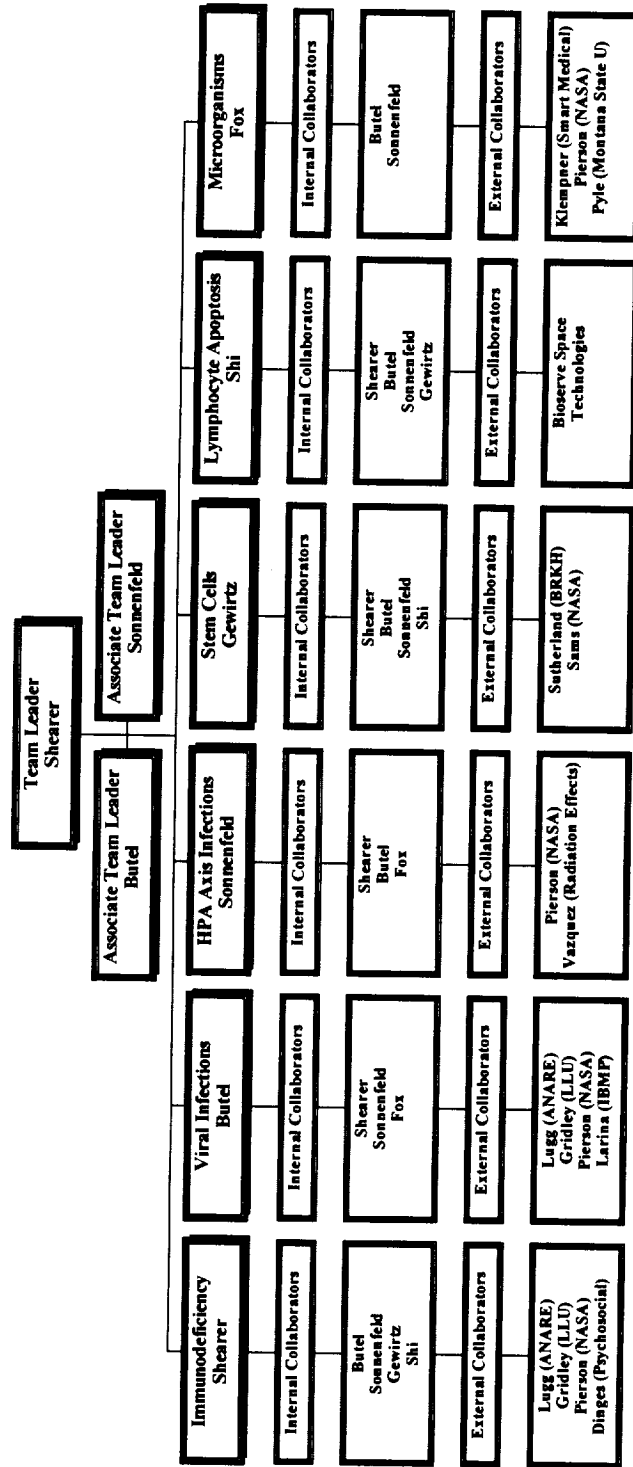 Team Leader
Shearer
Associate Team Leader
Butel
Associate Team Leader
Sonnenfeld
Immunodeficiency
Shearer
Internal Collaborators
Butel
Sonnenfeld
Gewirtz
Shi
External Collaborators
Lugg (ANARE)
Gridley (LLU)
Pierson (NASA)
Dinges (Psychosocial)
Viral Infections
Butel
Internal Collaborators
Shearer
Sonnenfeld
Fox
External Collaborators
Lugg (ANARE)
Gridley (LLU)
Pierson (NASA)
Larina (IBMP)
HPA Axis Infections
Sonnenfeld
Internal Collaborators
Shearer
Butel
Fox
External Collaborators
Pierson (NASA)
Vazquez (Radiation Effects)
Stem Cells
Gewirtz
Internal Collaborators
Shearer
Butel
Sonnenfeld
Shi
External Collaborators
Sutherland (BRKH)
Sams (NASA)
Lymphocyte Apoptosis
Shi
Internal Collaborators
Shearer
Butel
Sonnenfeld
Gewirtz
External Collaborators
Bioserve Space
Technologies
Microorganisms
Fox
Internal Collaborators
Butel
Sonnenfeld
External Collaborators
Klempner (Smart Medical)
Pierson (NASA)
Pyle (Montana State U)